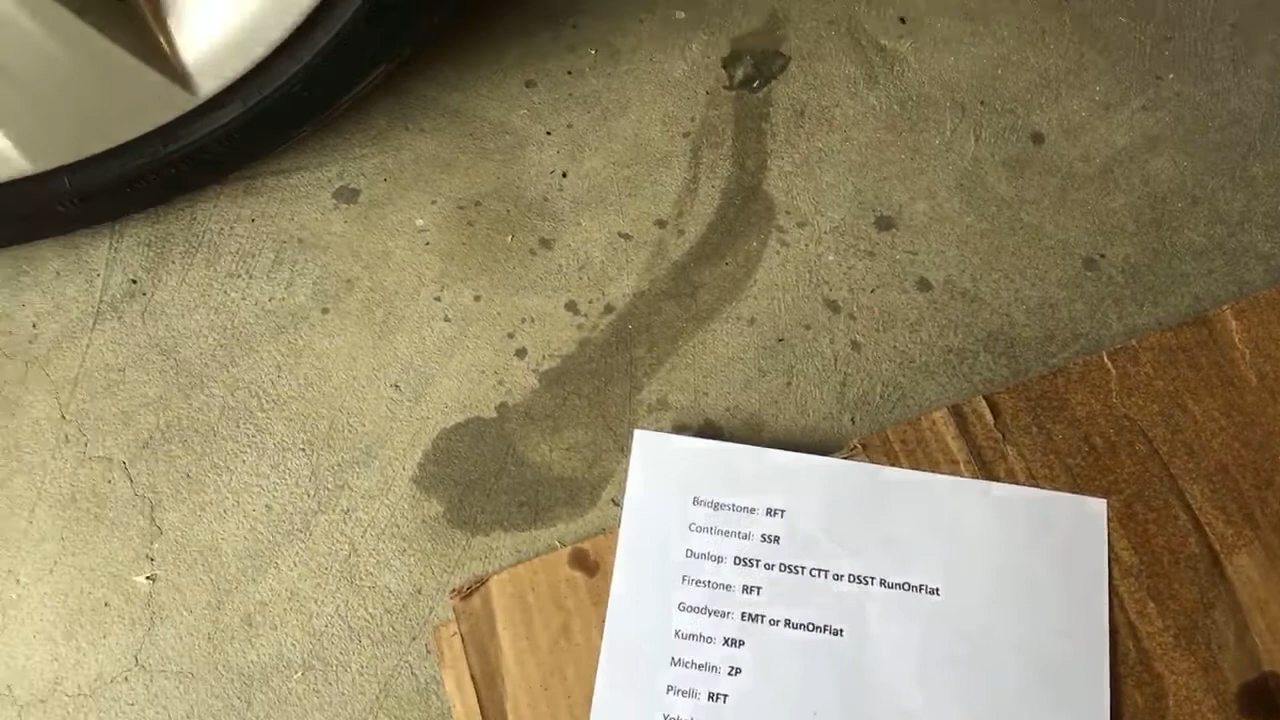 Bridgestone: RFT
Continental: SSR
Dunlop: DSST or DSST CTT or DSST RunOnFlat
Firestone: RFT
Goodyear: EMT or RunOnFlat
Kumho: XRP
Michelin: ZP
Pirelli: RFT